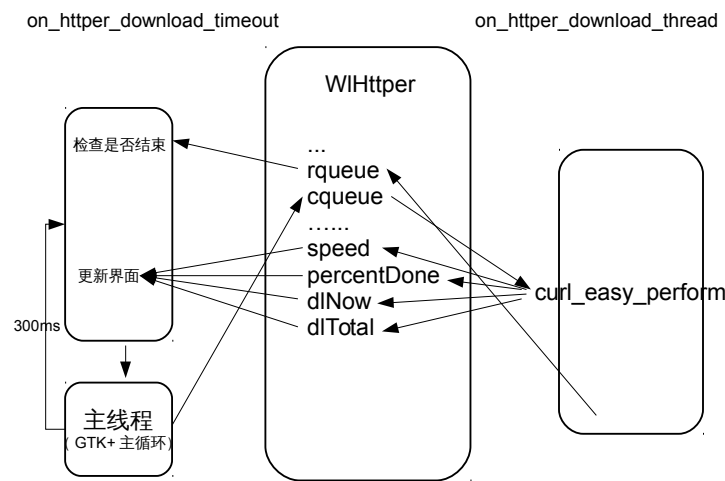 on_httper_download_timeout
on_httper_download_thread
WlHttper
检查是否结束
...
rqueue
cqueue
……
speed
更新界面
percentDone
curl_easy_perform
dlNow
dlTotal
300ms
主线程
（ GTK+ 主循环）